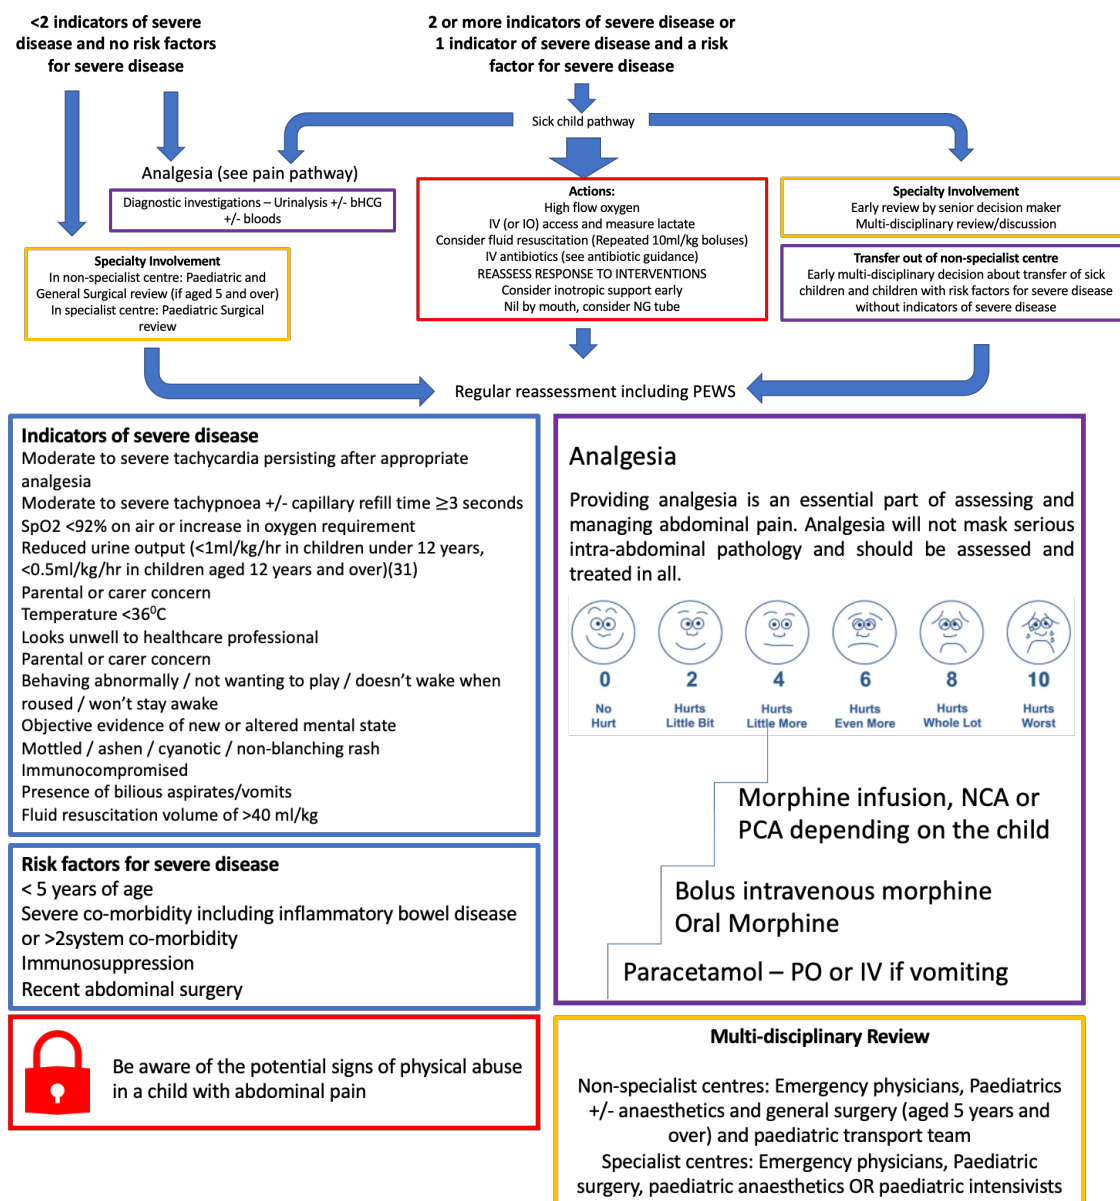 <2 indicators of severe
disease and no risk factors
for severe disease
2 or more indicators of severe disease or
1 indicator of severe disease and a risk
factor for severe disease
Sick child pathway
Analgesia (see pain pathway)
Diagnostic investigations – Urinalysis +/- bHCG
+/- bloods
Specialty Involvement
In non-specialist centre: Paediatric and
General Surgical review (if aged 5 and over)
In specialist centre: Paediatric Surgical
review
Actions:
High flow oxygen
IV (or IO) access and measure lactate
Consider fluid resuscitation (Repeated 10ml/kg boluses)
IV antibiotics (see antibiotic guidance)
REASSESS RESPONSE TO INTERVENTIONS
Consider inotropic support early
Nil by mouth, consider NG tube
Specialty Involvement
Early review by senior decision maker
Multi-disciplinary review/discussion
Transfer out of non-specialist centre
Early multi-disciplinary decision about transfer of sick
children and children with risk factors for severe disease
without indicators of severe disease
Regular reassessment including PEWS
Indicators of severe disease
Moderate to severe tachycardia persisting after appropriate
analgesia
Moderate to severe tachypnoea +/- capillary refill time ≥3 seconds
SpO2 <92% on air or increase in oxygen requirement
Reduced urine output (<1ml/kg/hr in children under 12 years,
<0.5ml/kg/hr in children aged 12 years and over)(31)
Parental or carer concern
Temperature <36⁰C
Looks unwell to healthcare professional
Parental or carer concern
Behaving abnormally / not wanting to play / doesn't wake when
roused / won't stay awake
Objective evidence of new or altered mental state
Mottled / ashen / cyanotic / non-blanching rash
Immunocompromised
Presence of bilious aspirates/vomits
Fluid resuscitation volume of >40 ml/kg
Risk factors for severe disease
< 5 years of age
Severe co-morbidity including inflammatory bowel disease
or >2system co-morbidity
Immunosuppression
Recent abdominal surgery
Be aware of the potential signs of physical abuse
in a child with abdominal pain
Analgesia
Providing analgesia is an essential part of assessing and
managing abdominal pain. Analgesia will not mask serious
intra-abdominal pathology and should be assessed and
treated in all.
0 2 4 6 8 10
No Hurts Hurts Hurts Hurts Hurts
Hurt Little Bit Little More Even More Whole Lot Worst
Morphine infusion, NCA or
PCA depending on the child
Bolus intravenous morphine
Oral Morphine
Paracetamol – PO or IV if vomiting
Multi-disciplinary Review
Non-specialist centres: Emergency physicians, Paediatrics
+/- anaesthetics and general surgery (aged 5 years and
over) and paediatric transport team
Specialist centres: Emergency physicians, Paediatric
surgery, paediatric anaesthetics OR paediatric intensivists